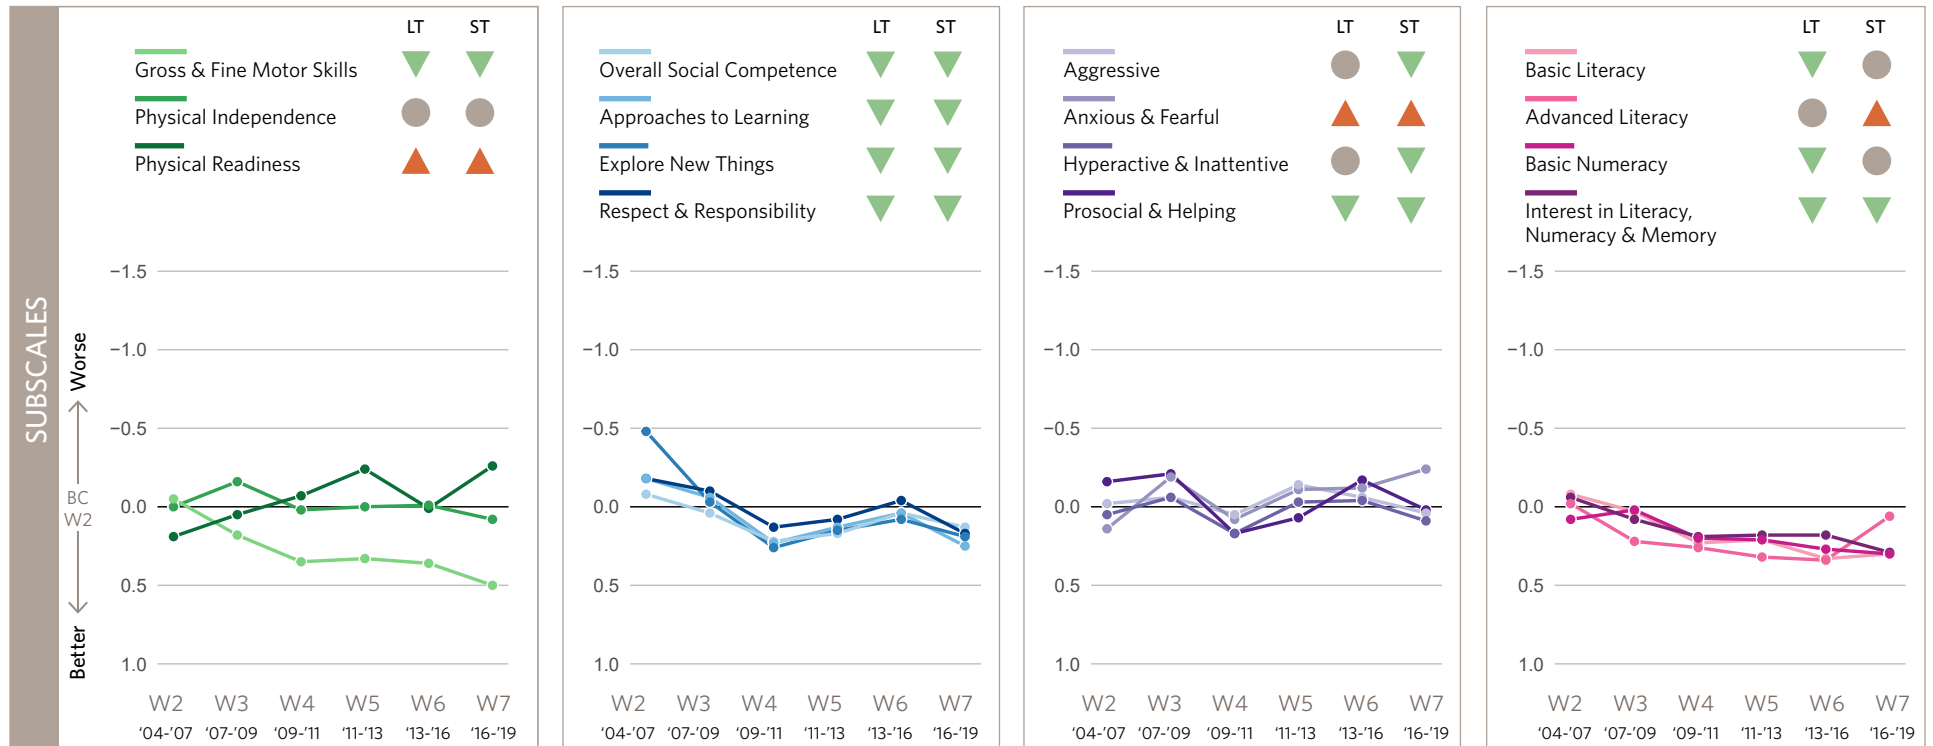 SUBSCALES
Worse
BC
W2
Better
LT ST
Gross & Fine Motor Skills
Physical Independence
Physical Readiness
−1.5
−1.0
−0.5
0.0
0.5
1.0
W2 W3 W4 W5 W6 W7
‘04-’07 ‘07-’09 ‘09-’11 ‘11-’13 ‘13-’16 ‘16-’19
LT ST
Overall Social Competence
Approaches to Learning
Explore New Things
Respect & Responsibility
−1.5
−1.0
−0.5
0.0
0.5
1.0
W2 W3 W4 W5 W6 W7
‘04-’07 ‘07-’09 ‘09-’11 ‘11-’13 ‘13-’16 ‘16-’19
LT ST
Aggressive
Anxious & Fearful
Hyperactive & Inattentive
Prosocial & Helping
−1.5
−1.0
−0.5
0.0
0.5
1.0
W2 W3 W4 W5 W6 W7
‘04-’07 ‘07-’09 ‘09-’11 ‘11-’13 ‘13-’16 ‘16-’19
LT ST
Basic Literacy
Advanced Literacy
Basic Numeracy
Interest in Literacy,
Numeracy & Memory
−1.5
−1.0
−0.5
0.0
0.5
1.0
W2 W3 W4 W5 W6 W7
‘04-’07 ‘07-’09 ‘09-’11 ‘11-’13 ‘13-’16 ‘16-’19